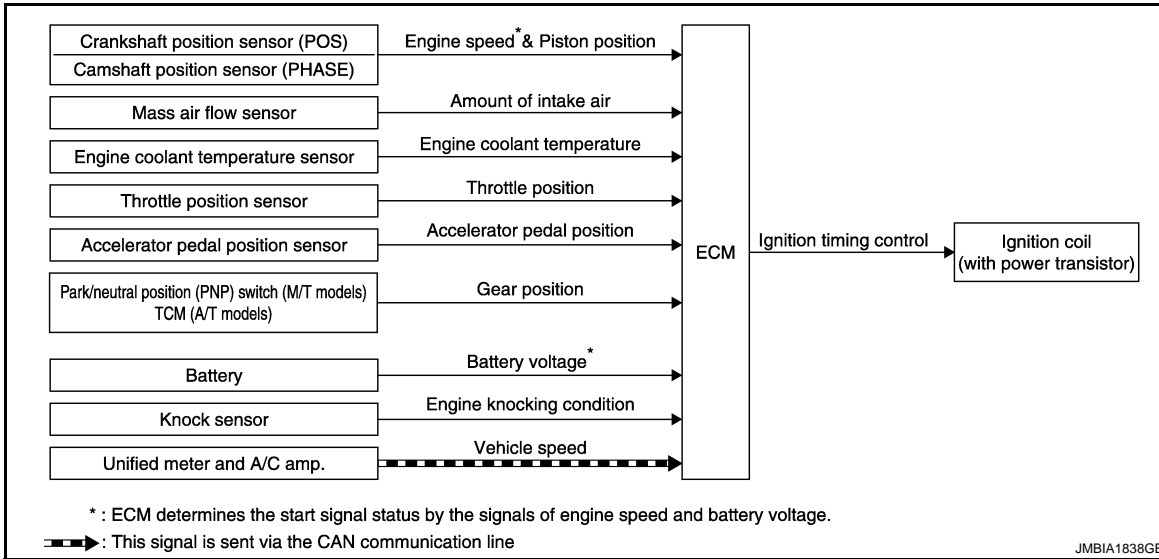 Crankshaft position sensor (POS)
Camshaft position sensor (PHASE)
Engine speed* & Piston position
Mass air flow sensor
Amount of intake air
Engine coolant temperature sensor
Engine coolant temperature
Throttle position sensor
Throttle position
Accelerator pedal position sensor
Accelerator pedal position
Park/neutral position (PNP) switch (M/T models)
TCM (A/T models)
Gear position
Battery
Battery voltage*
Knock sensor
Engine knocking condition
Unified meter and A/C amp.
Vehicle speed
ECM
Ignition timing control
Ignition coil
(with power transistor)
* : ECM determines the start signal status by the signals of engine speed and battery voltage.
: This signal is sent via the CAN communication line
JMBIA1838GB